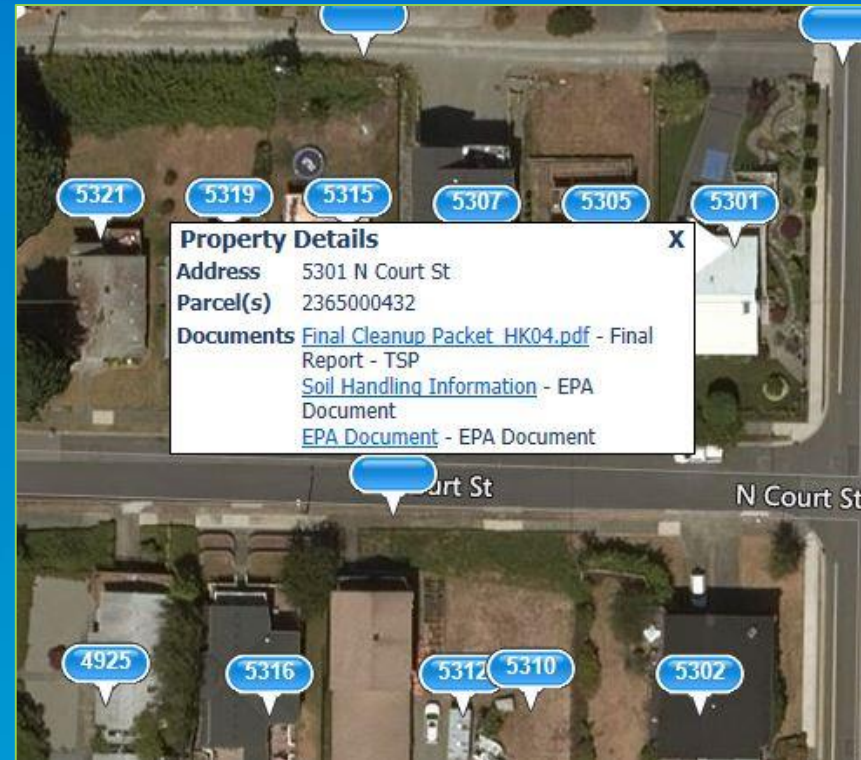 5321
5319
5315
5307
5305
5301
Property Details X
Address 5301 N Court St
Parcel(s) 2365000432
Documents Final Cleanup Packet_HK04.pdf - Final
Report - TSP
Soil Handling Information - EPA
Document
EPA Document - EPA Document
St
N Court St
4925
5316
5312
5310
5302